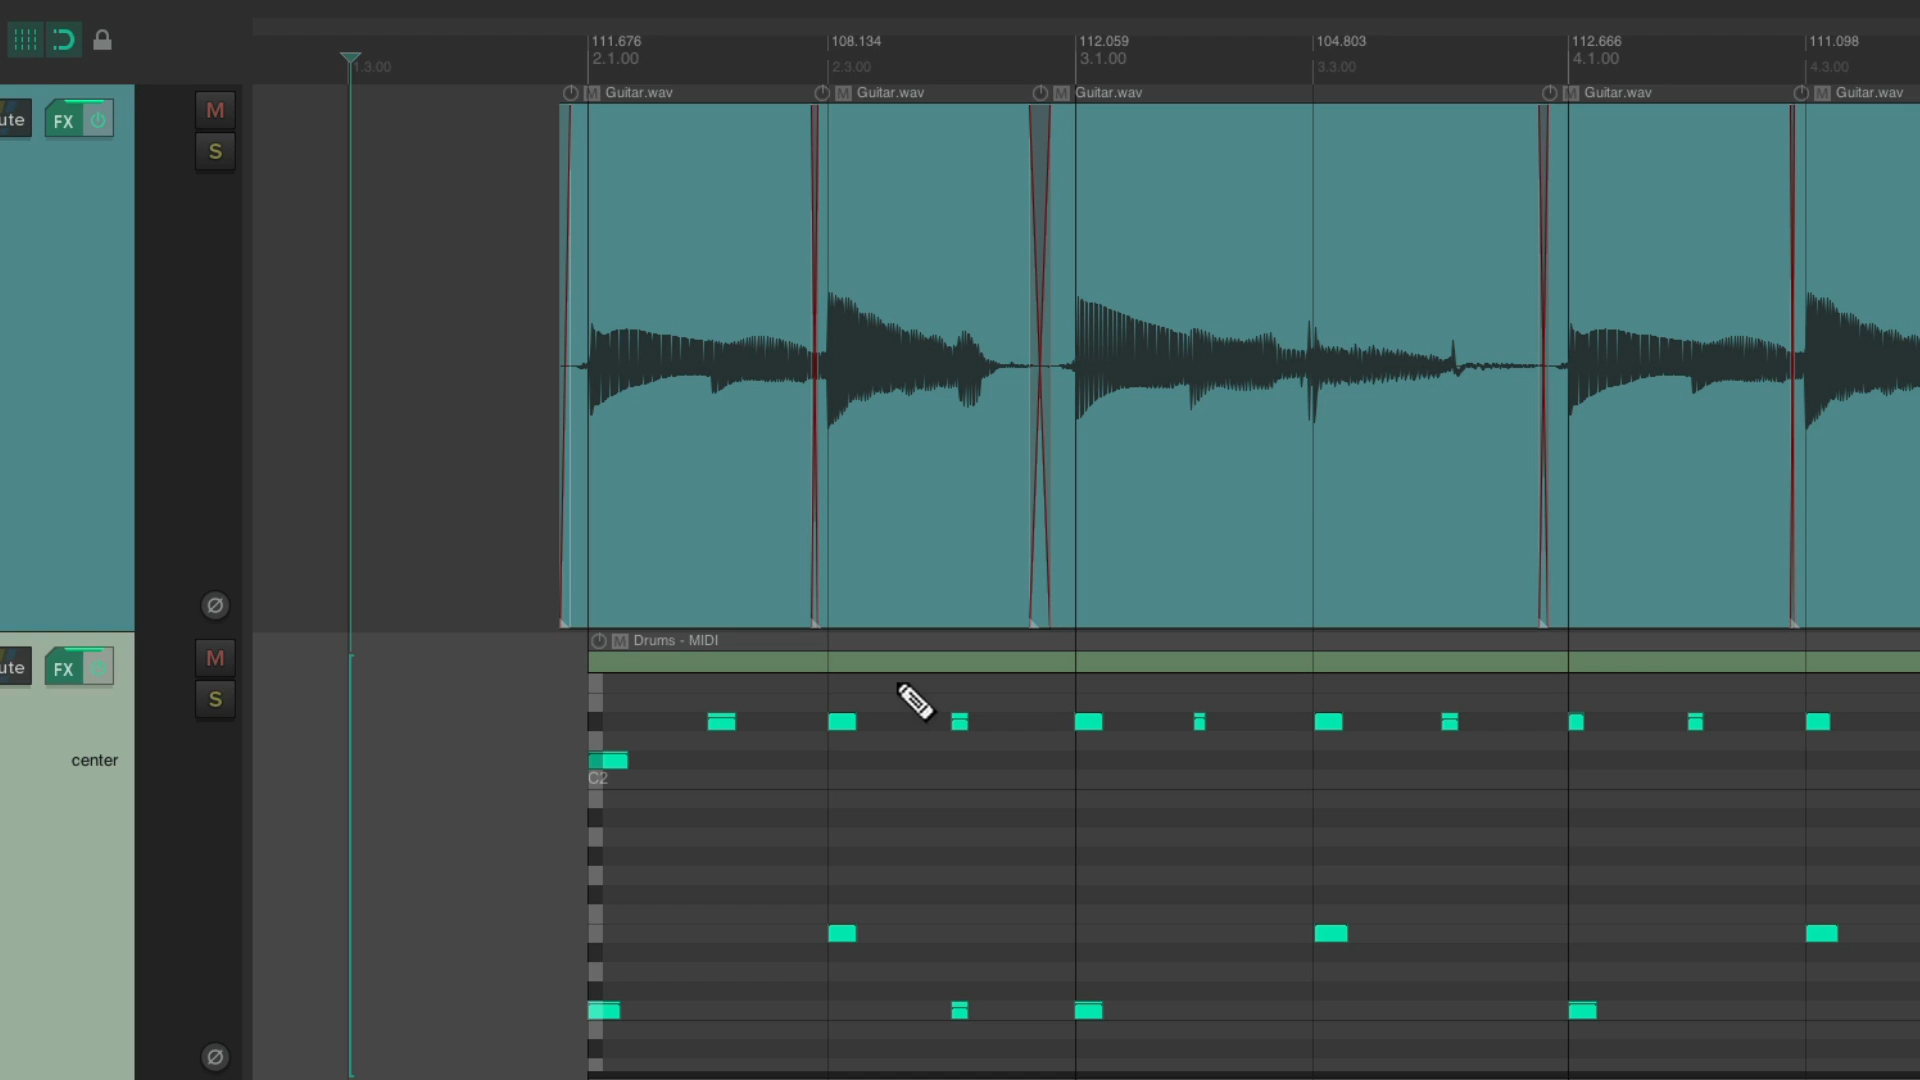 111.676 108.134 112.059 104.803 112.666 111.098
1.3.00 2.1.00 2.3.00 3.1.00 3.3.00 4.1.00 4.3.00
M Guitar.wav M Guitar.wav M Guitar.wav M Guitar.wav M Guitar.wav
ute FX M
S
Ø
M Drums - MIDI
ute FX M
S
center
C2
Ø